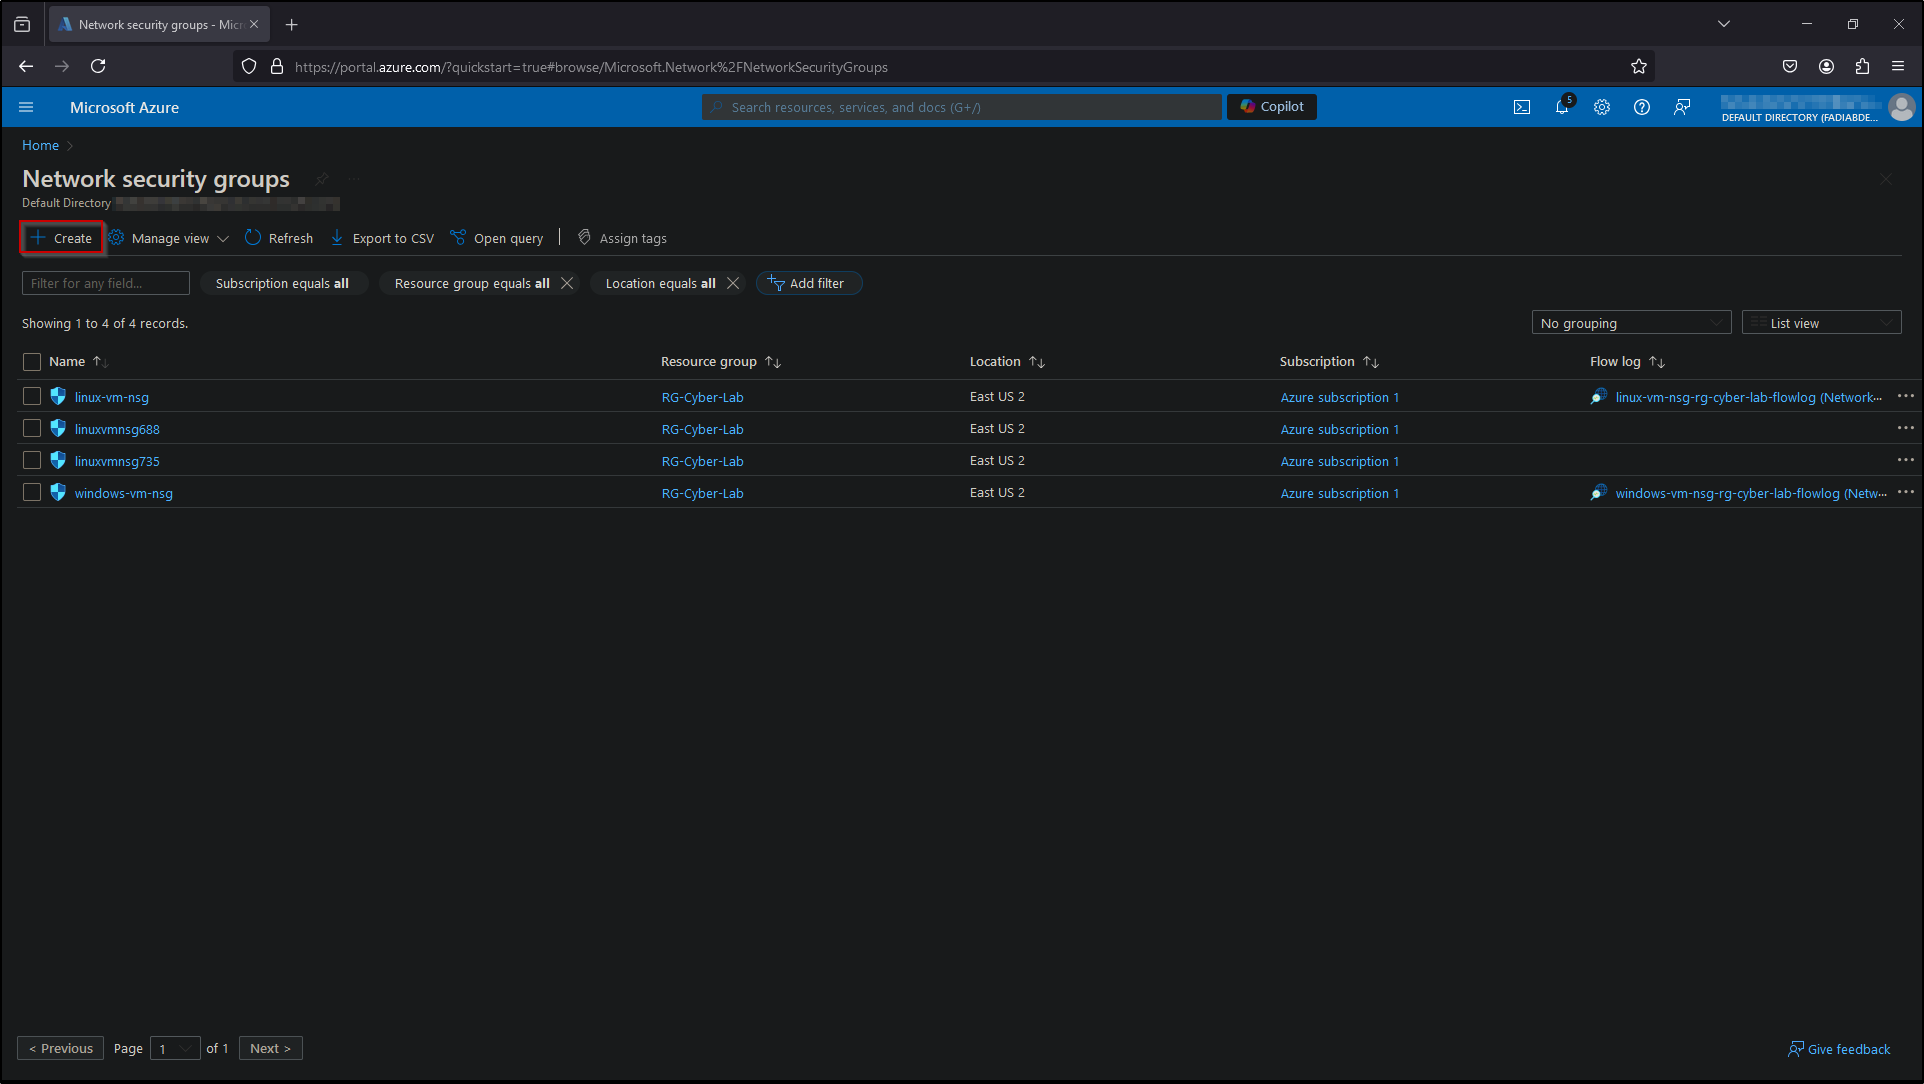 Network security groups - Micr
https://portal.azure.com/?quickstart=true#browse/Microsoft.Network%2FNetworkSecurityGroups
Microsoft Azure
Search resources, services, and docs (G+/)
Copilot
5
DEFAULT DIRECTORY (FADIABDE...
Home
Network security groups
Default Directory
Create
Manage view
Refresh
Export to CSV
Open query
Assign tags
Filter for any field...
Subscription equals all
Resource group equals all
Location equals all
Add filter
Showing 1 to 4 of 4 records.
No grouping
List view
Name Resource group Location Subscription Flow log
linux-vm-nsg RG-Cyber-Lab East US 2 Azure subscription 1 linux-vm-nsg-rg-cyber-lab-flowlog (Network...
linuxvmnsg688 RG-Cyber-Lab East US 2 Azure subscription 1
linuxvmnsg735 RG-Cyber-Lab East US 2 Azure subscription 1
windows-vm-nsg RG-Cyber-Lab East US 2 Azure subscription 1 windows-vm-nsg-rg-cyber-lab-flowlog (Netw...
< Previous Page 1 of 1 Next >
Give feedback